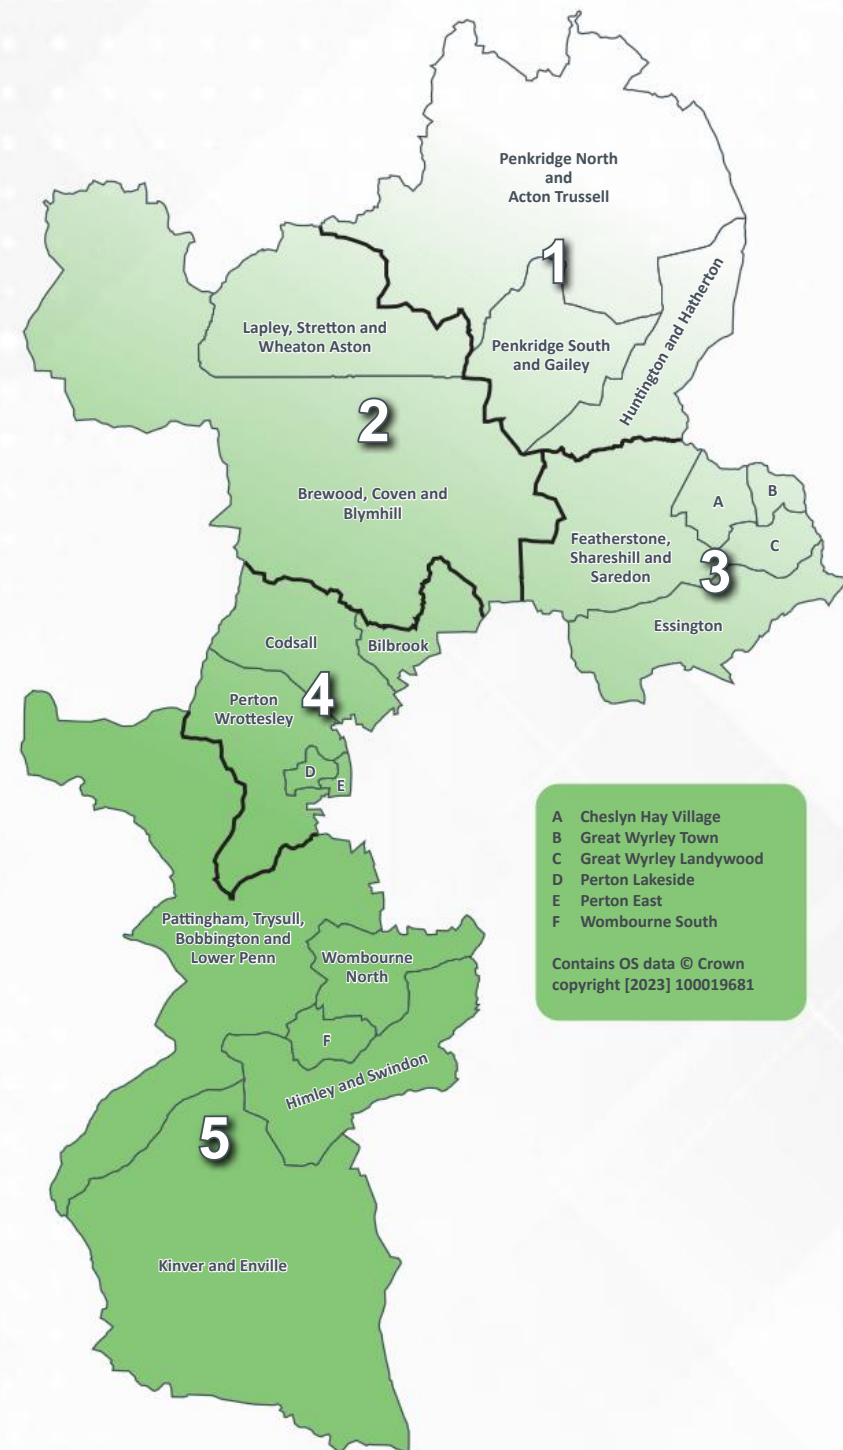 Penkridge North
and
Acton Trussell
1
Huntington and Hatherton
Lapley, Stretton and
Wheaton Aston
Penkridge South
and Gailey
2
Brewood, Coven and
Blymhill
A
B
C
Featherstone,
Shareshill and
Saredon
3
Essington
Codsall
Bilbrook
4
Perton
Wrottesley
D
E
A Cheslyn Hay Village
B Great Wyrley Town
C Great Wyrley Landywood
D Perton Lakeside
E Perton East
F Wombourne South
Contains OS data © Crown
copyright [2023] 100019681
Pattingham, Trysull,
Bobbington and
Lower Penn
Wombourne
North
F
Himley and Swindon
5
Kinver and Enville